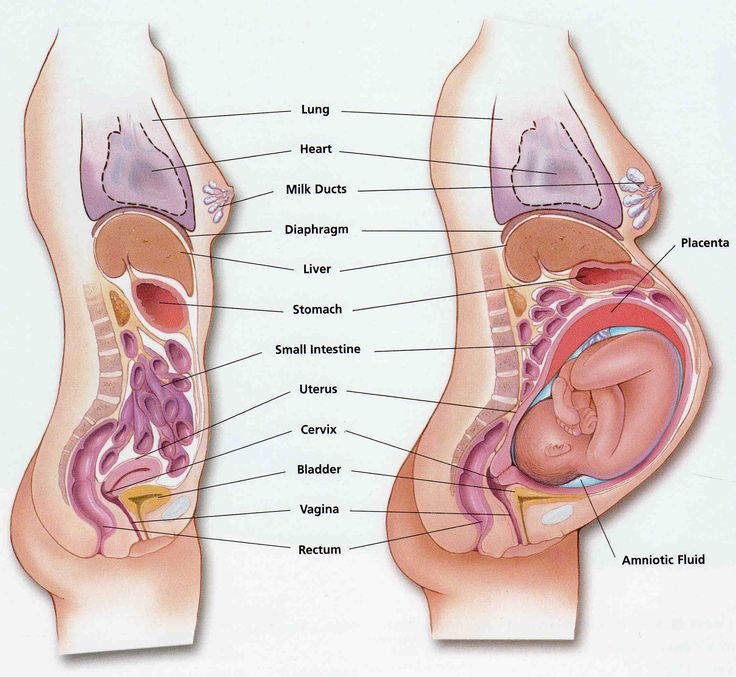 Lung
Heart
Milk Ducts
Diaphragm
Placenta
Liver
Stomach
Small Intestine
Uterus
Cervix
Bladder
Vagina
Rectum
Amniotic Fluid